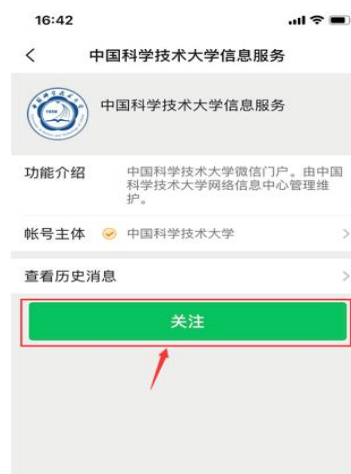 16:42
中国科学技术大学信息服务
中国科学技术大学信息服务
功能介绍 中国科学技术大学微信门户。由中国
科学技术大学网络信息中心管理维
护。
帐号主体 中国科学技术大学
查看历史消息
关注